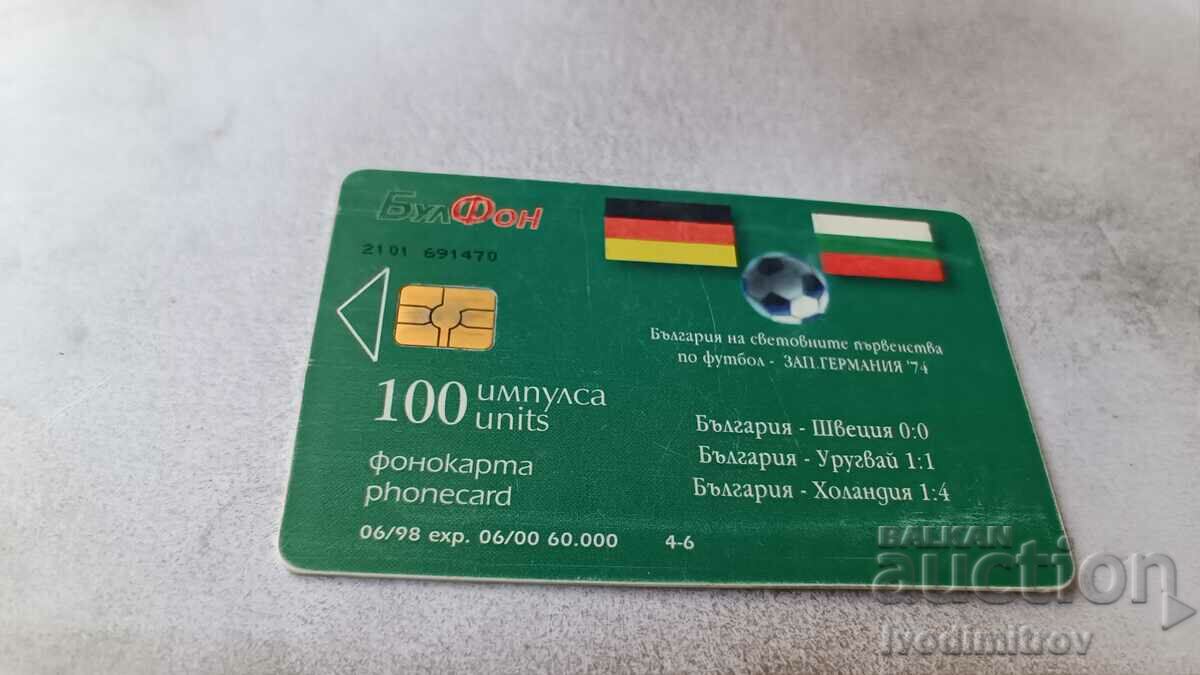 БулФон
2101 691470
100 импулса
units
фонокарта
phonecard
06/98 exp. 06/00 60.000 4-6
България на световните първенства
по футбол - ЗАП.ГЕРМАНИЯ '74
България - Швеция 0:0
България - Уругвай 1:1
България - Холандия 1:4
BALKAN
auction
Ivodimitrov